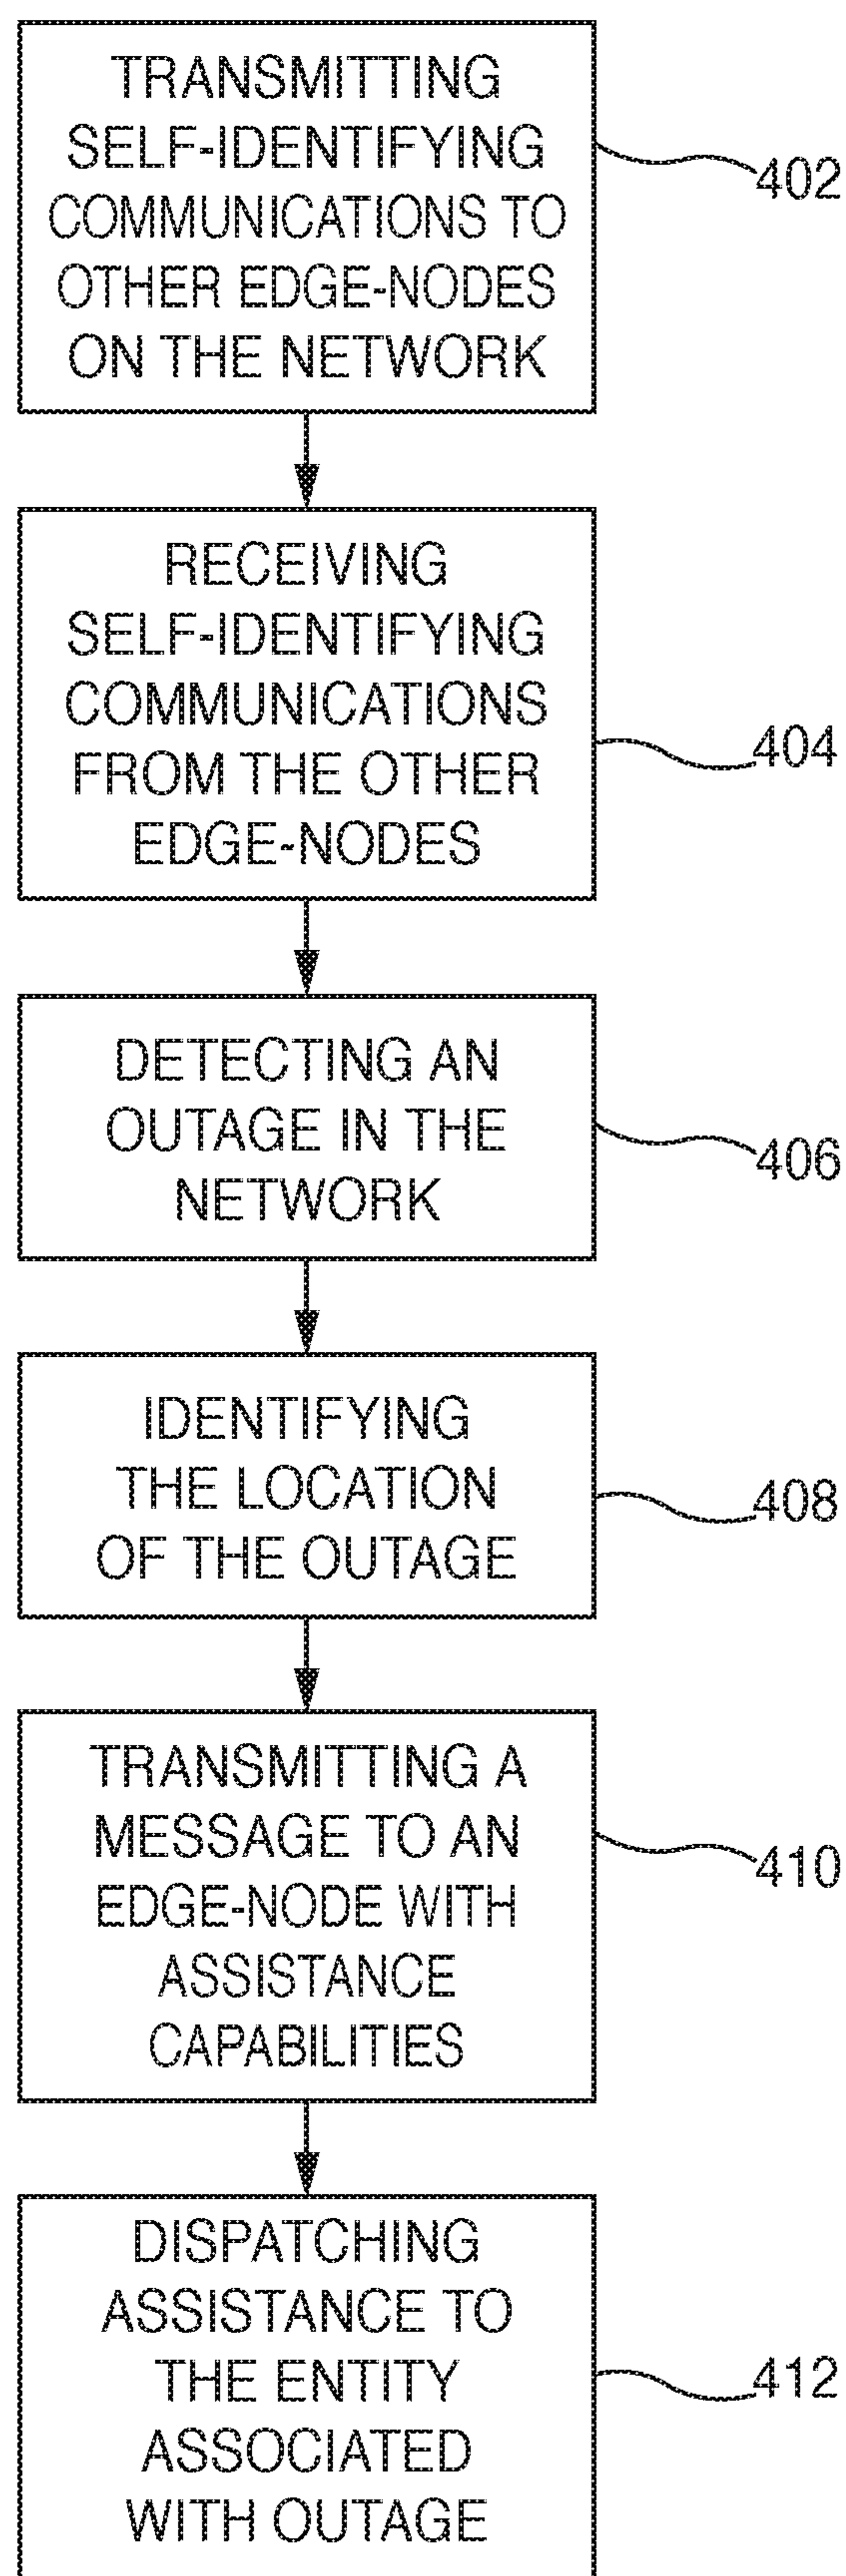 TRANSMITTING
SELF-IDENTIFYING
COMMUNICATIONS TO
OTHER EDGE-NODES
ON THE NETWORK
402
RECEIVING
SELF-IDENTIFYING
COMMUNICATIONS
FROM THE OTHER
EDGE-NODES
404
DETECTING AN
OUTAGE IN THE
NETWORK
406
IDENTIFYING
THE LOCATION
OF THE OUTAGE
408
TRANSMITTING A
MESSAGE TO AN
EDGE-NODE WITH
ASSISTANCE
CAPABILITIES
410
DISPATCHING
ASSISTANCE TO
THE ENTITY
ASSOCIATED
WITH OUTAGE
412